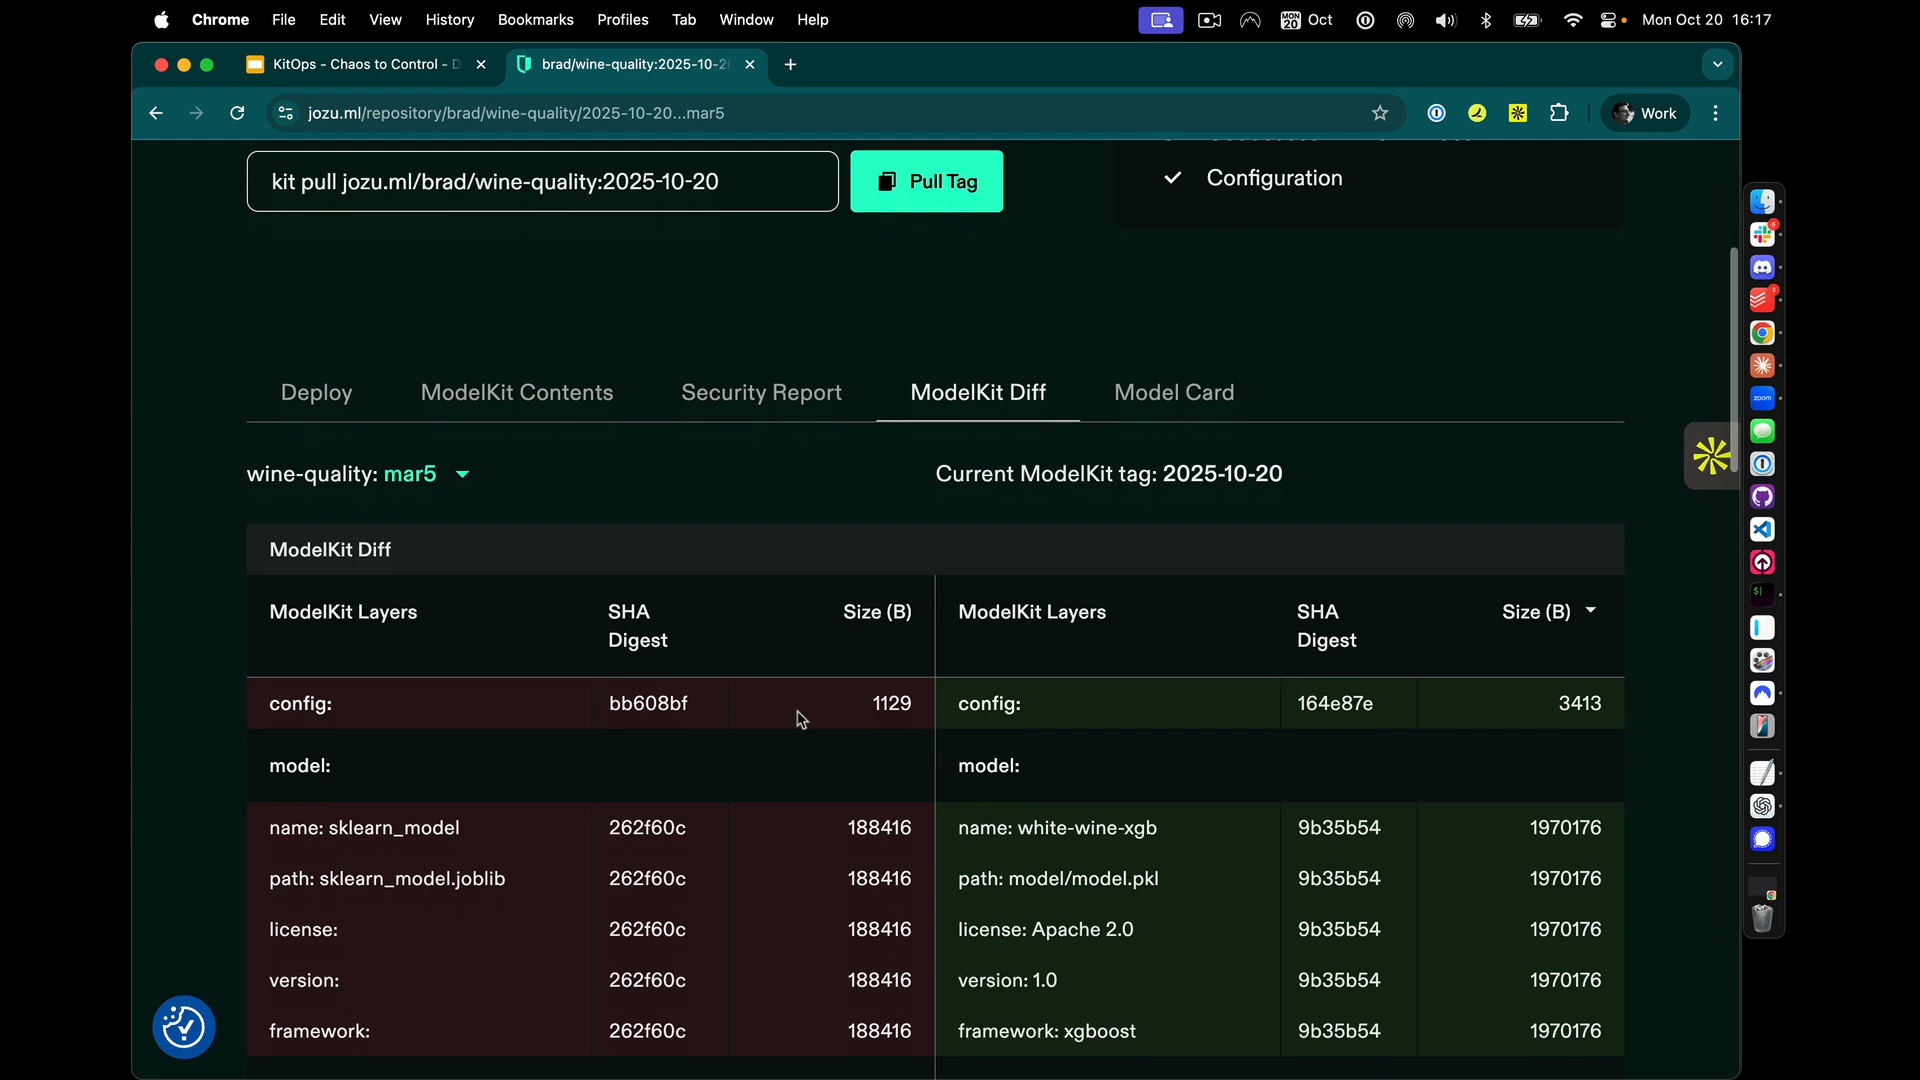 Chrome File Edit View History Bookmarks Profiles Tab Window Help MON 20 Oct Mon Oct 20 16:17
KitOps - Chaos to Control - D brad/wine-quality:2025-10-2
jozu.ml/repository/brad/wine-quality/2025-10-20...mar5 Work
kit pull jozu.ml/brad/wine-quality:2025-10-20 Pull Tag
Configuration
Deploy ModelKit Contents Security Report ModelKit Diff Model Card
wine-quality: mar5 Current ModelKit tag: 2025-10-20
ModelKit Diff
ModelKit Layers SHA Digest Size (B) ModelKit Layers SHA Digest Size (B)
config: bb608bf 1129 config: 164e87e 3413
model: model:
name: sklearn_model 262f60c 188416 name: white-wine-xgb 9b35b54 1970176
path: sklearn_model.joblib 262f60c 188416 path: model/model.pkl 9b35b54 1970176
license: 262f60c 188416 license: Apache 2.0 9b35b54 1970176
version: 262f60c 188416 version: 1.0 9b35b54 1970176
framework: 262f60c 188416 framework: xgboost 9b35b54 1970176
zoom